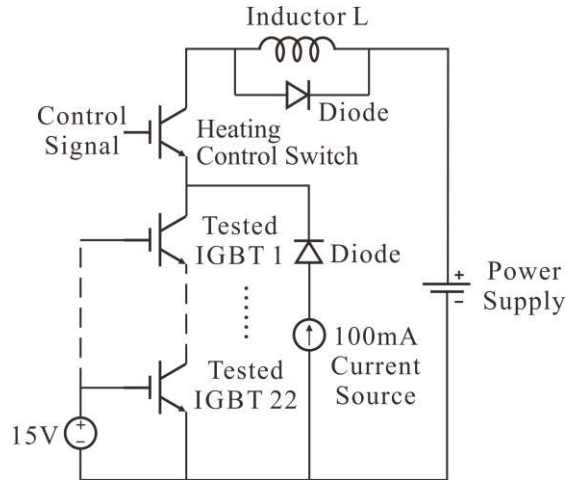 Inductor L
Diode
Control
Signal
Heating
Control Switch
Tested
IGBT 1
Diode
Power
Supply
+
−
100mA
Current
Source
Tested
IGBT 22
15V
+
−